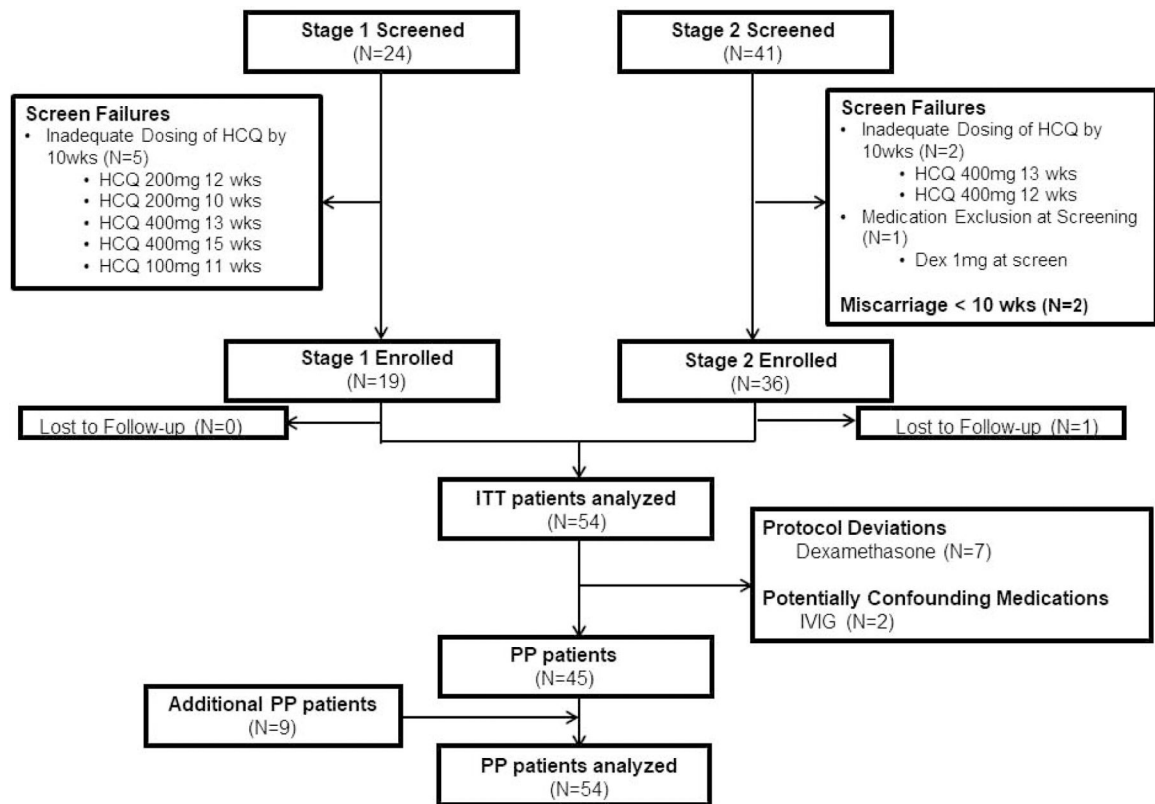 Stage 1 Screened
(N=24)
Stage 2 Screened
(N=41)
Screen Failures
• Inadequate Dosing of HCQ by
10wks (N=5)
• HCQ 200mg 12 wks
• HCQ 200mg 10 wks
• HCQ 400mg 13 wks
• HCQ 400mg 15 wks
• HCQ 100mg 11 wks
Screen Failures
• Inadequate Dosing of HCQ by
10wks (N=2)
• HCQ 400mg 13 wks
• HCQ 400mg 12 wks
• Medication Exclusion at Screening
(N=1)
• Dex 1mg at screen
Miscarriage < 10 wks (N=2)
Stage 1 Enrolled
(N=19)
Stage 2 Enrolled
(N=36)
Lost to Follow-up (N=0)
Lost to Follow-up (N=1)
ITT patients analyzed
(N=54)
Protocol Deviations
Dexamethasone (N=7)
Potentially Confounding Medications
IVIG (N=2)
PP patients
(N=45)
Additional PP patients
(N=9)
PP patients analyzed
(N=54)